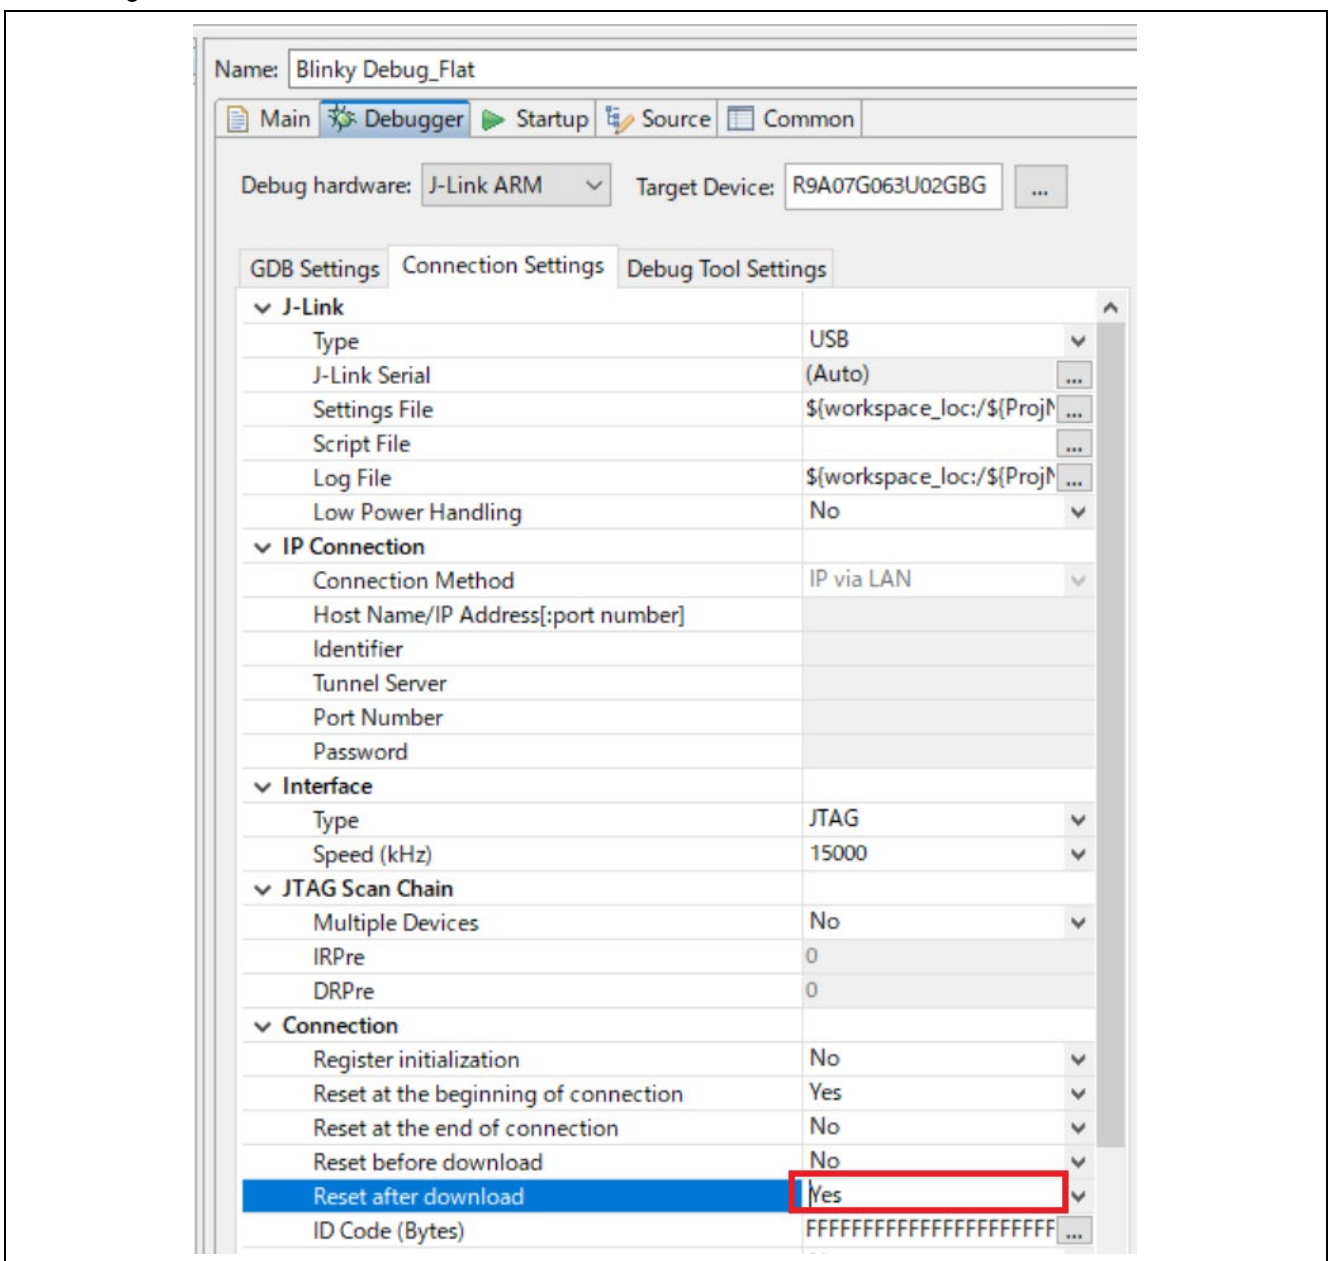 Name: Blinky Debug_Flat
Main Debugger Startup Source Common
Debug hardware: J-Link ARM Target Device: R9A07G063U02GBG ...
GDB Settings Connection Settings Debug Tool Settings
J-Link
Type USB
J-Link Serial (Auto) ...
Settings File ${workspace_loc:/${Proj ...
Script File ...
Log File ${workspace_loc:/${Proj ...
Low Power Handling No
IP Connection
Connection Method IP via LAN
Host Name/IP Address[:port number]
Identifier
Tunnel Server
Port Number
Password
Interface
Type JTAG
Speed (kHz) 15000
JTAG Scan Chain
Multiple Devices No
IRPre 0
DRPre 0
Connection
Register initialization No
Reset at the beginning of connection Yes
Reset at the end of connection No
Reset before download No
Reset after download Yes
ID Code (Bytes) FFFFFFFFFFFFFFFFFFFFFF ...